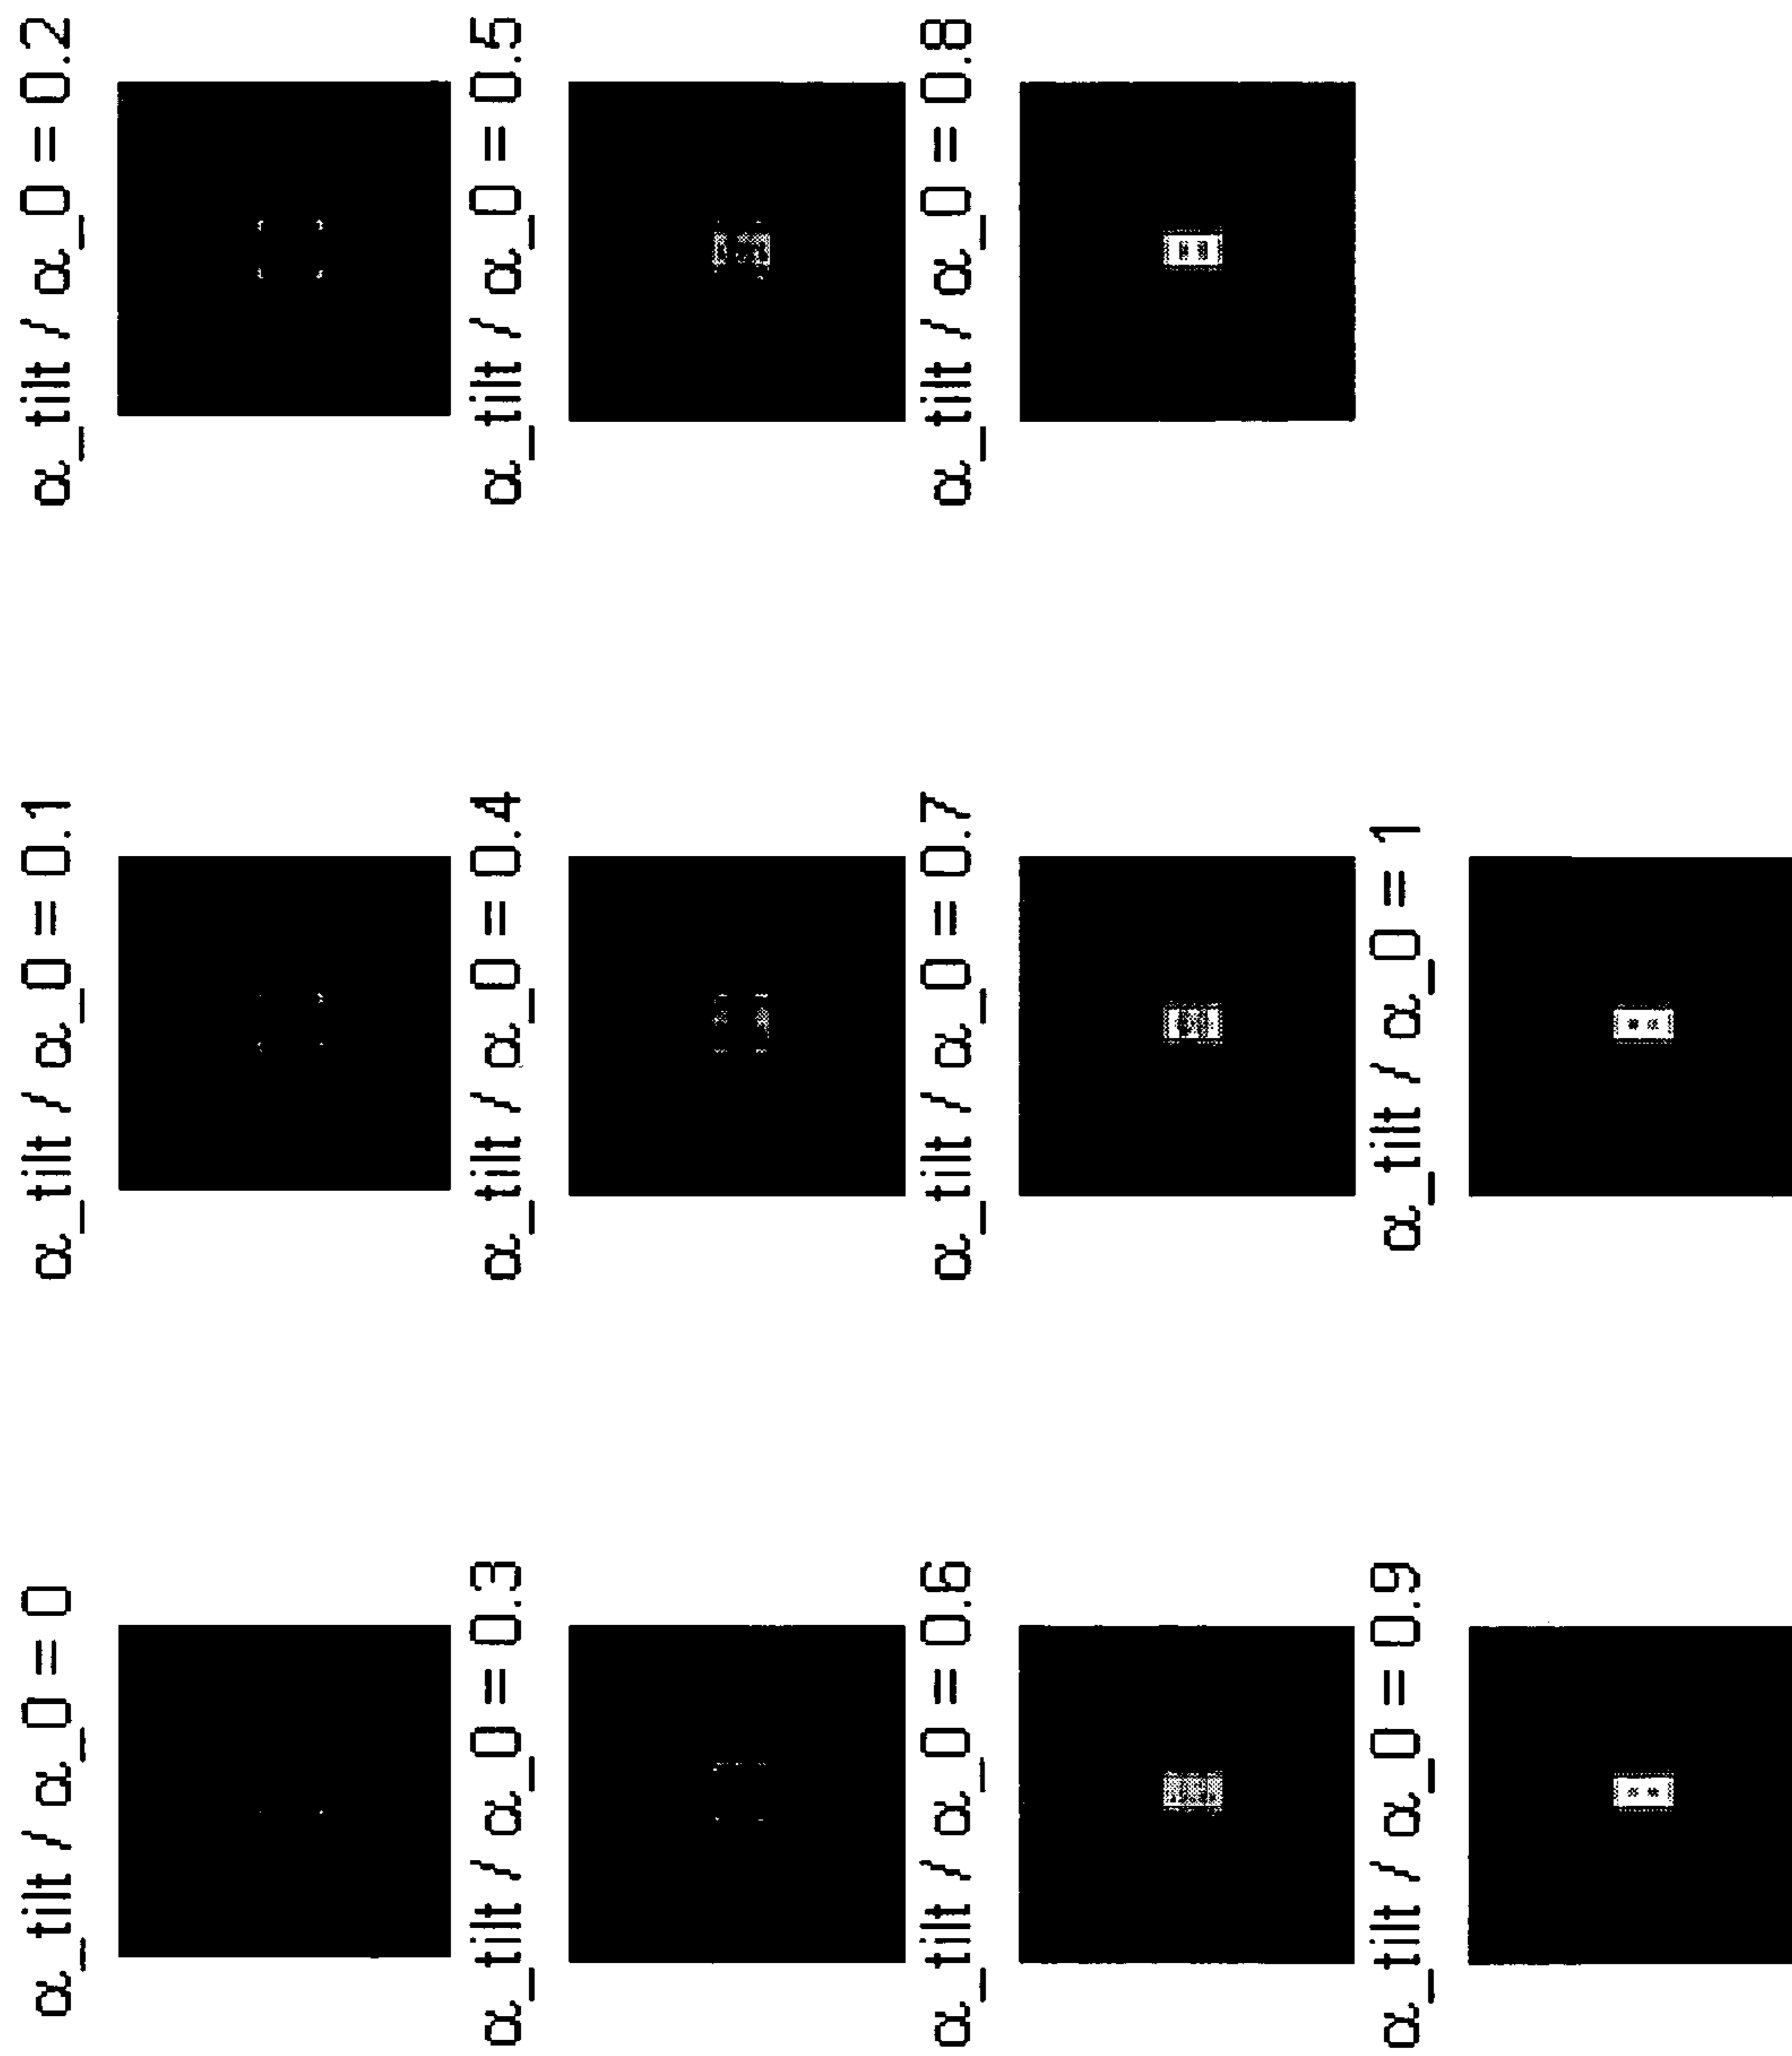 α_tilt / α_0 = 0
α_tilt / α_0 = 0.1
α_tilt / α_0 = 0.2
α_tilt / α_0 = 0.3
α_tilt / α_0 = 0.4
α_tilt / α_0 = 0.5
α_tilt / α_0 = 0.6
α_tilt / α_0 = 0.7
α_tilt / α_0 = 0.8
α_tilt / α_0 = 0.9
α_tilt / α_0 = 1